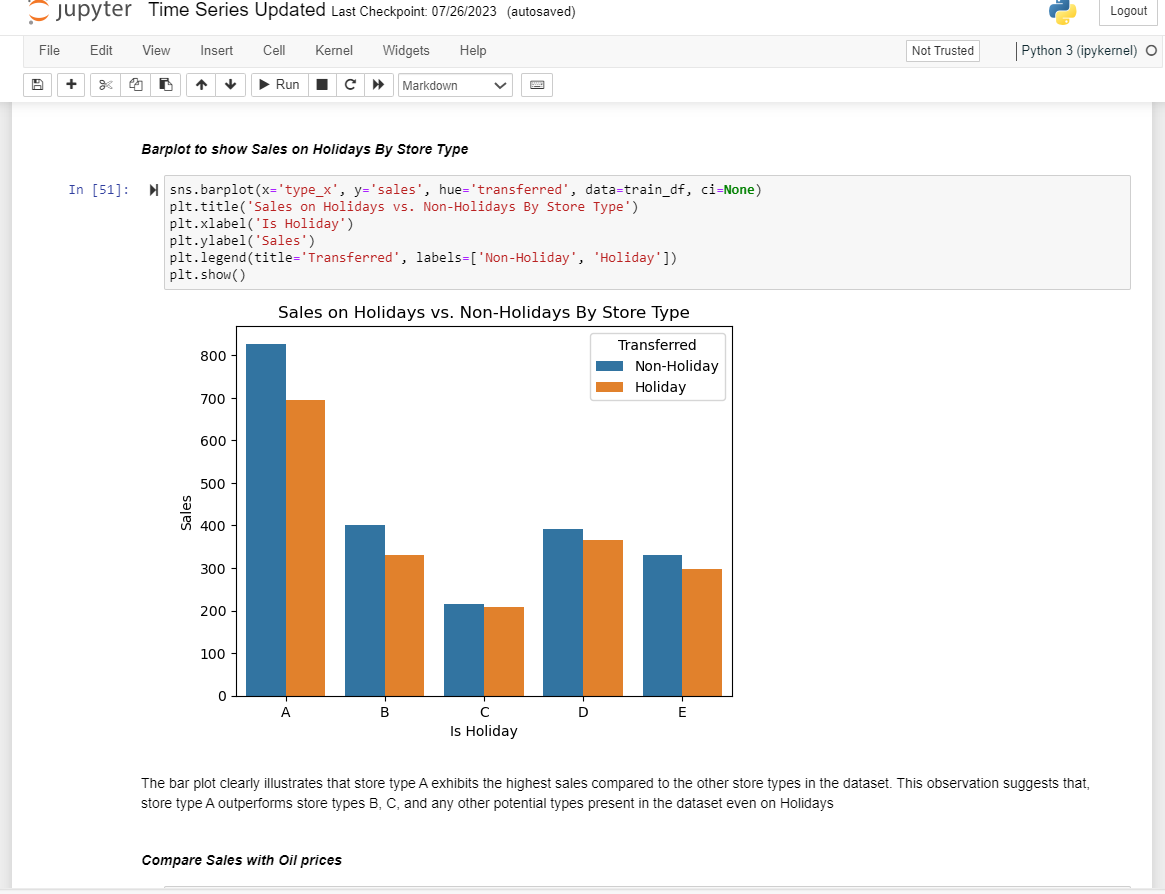 jupyter Time Series Updated Last Checkpoint: 07/26/2023 (autosaved)
Logout
File Edit View Insert Cell Kernel Widgets Help
Not Trusted
Python 3 (ipykernel)
Run
Markdown
Barplot to show Sales on Holidays By Store Type
In [51]:
sns.barplot(x='type_x', y='sales', hue='transferred', data=train_df, ci=None)
plt.title('Sales on Holidays vs. Non-Holidays By Store Type')
plt.xlabel('Is Holiday')
plt.ylabel('Sales')
plt.legend(title='Transferred', labels=['Non-Holiday', 'Holiday'])
plt.show()
Sales on Holidays vs. Non-Holidays By Store Type
Transferred
Non-Holiday
Holiday
800
700
600
500
400
300
200
100
0
Sales
A B C D E
Is Holiday
The bar plot clearly illustrates that store type A exhibits the highest sales compared to the other store types in the dataset. This observation suggests that,
store type A outperforms store types B, C, and any other potential types present in the dataset even on Holidays
Compare Sales with Oil prices